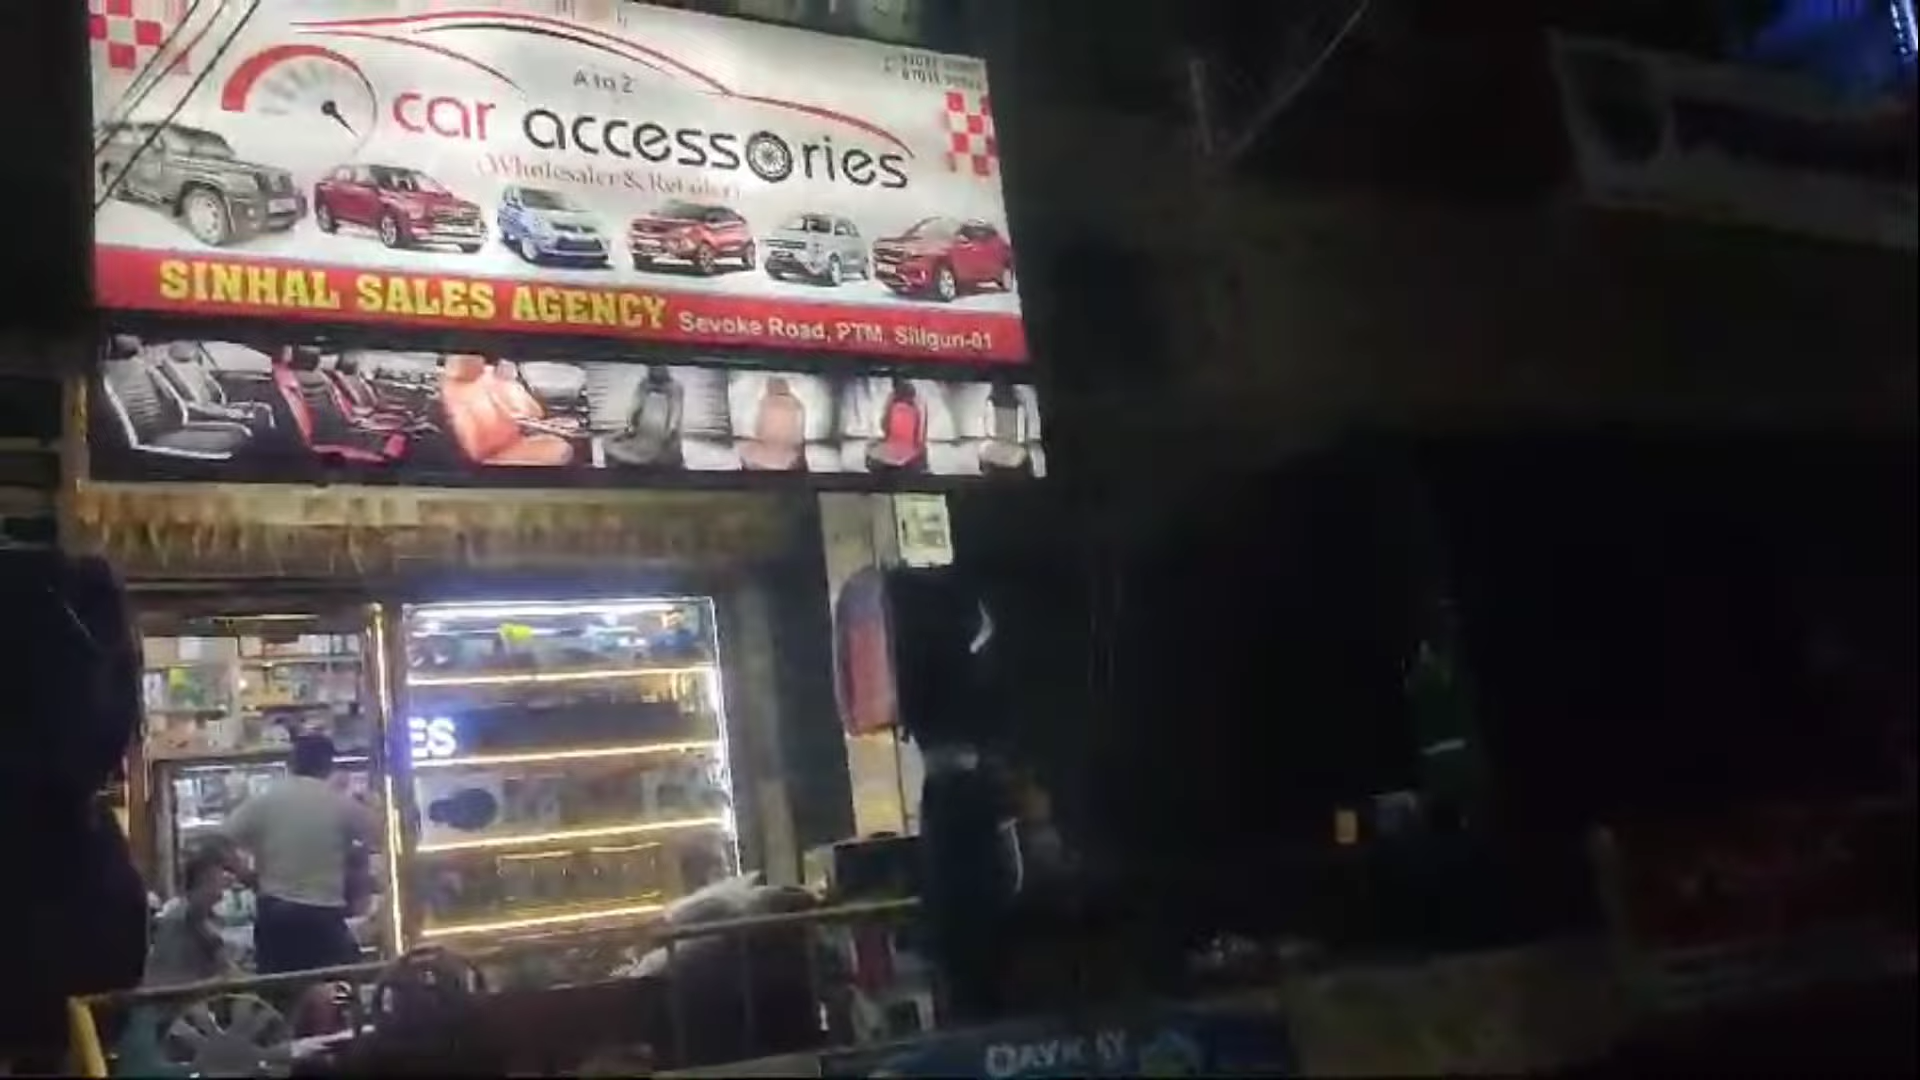 A to Z
car accessories
(Wholesaler & Retailer)
SINHAL SALES AGENCY Sevoke Road, PTM, Siliguri-01
ES